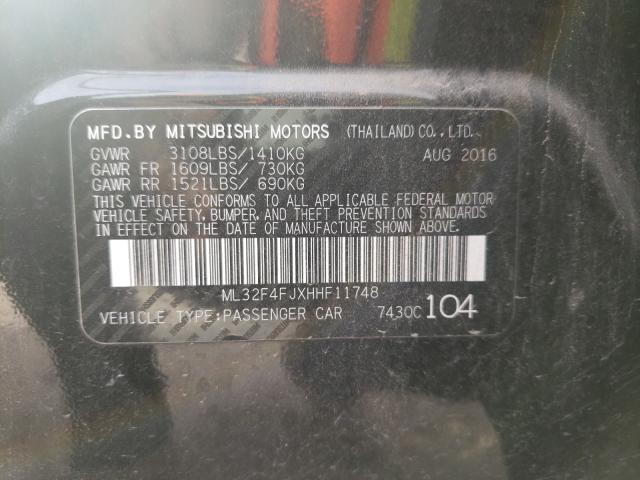 MFD. BY MITSUBISHI MOTORS (THAILAND) CO., LTD.
GVWR 3108LBS/1410KG AUG 2016
GAWR FR 1609LBS/ 730KG
GAWR RR 1521LBS/ 690KG
THIS VEHICLE CONFORMS TO ALL APPLICABLE FEDERAL MOTOR
VEHICLE SAFETY, BUMPER, AND THEFT PREVENTION STANDARDS
IN EFFECT ON THE DATE OF MANUFACTURE SHOWN ABOVE.
ML32F4FJXHHF11748
VEHICLE TYPE:PASSENGER CAR 7430C 104